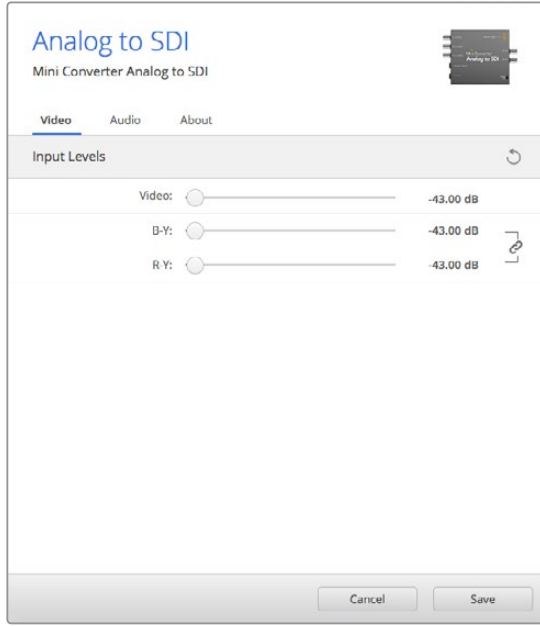 Analog to SDI
Mini Converter Analog to SDI
Video Audio About
Input Levels
Video: -43.00 dB
B-Y: -43.00 dB
R-Y: -43.00 dB
Cancel Save